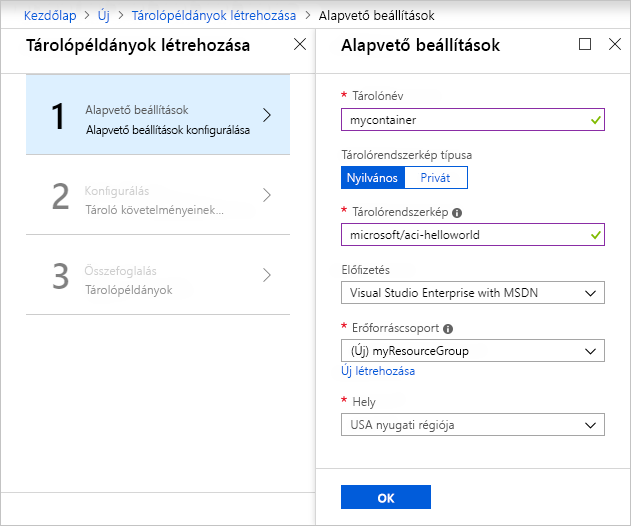 Kezdőlap > Új > Tárolópéldányok létrehozása > Alapvető beállítások
Tárolópéldányok létrehozása
1
Alapvető beállítások
Alapvető beállítások konfigurálása
2
Konfigurálás
Tároló követelményeinek...
3
Összefoglalás
Tárolópéldányok
Alapvető beállítások
* Tárolónév
mycontainer
Tárolórendszerkép típusa
Nyilvános Privát
* Tárolórendszerkép
microsoft/aci-helloworld
Előfizetés
Visual Studio Enterprise with MSDN
* Erőforráscsoport
(Új) myResourceGroup
Új létrehozása
* Hely
USA nyugati régiója
OK